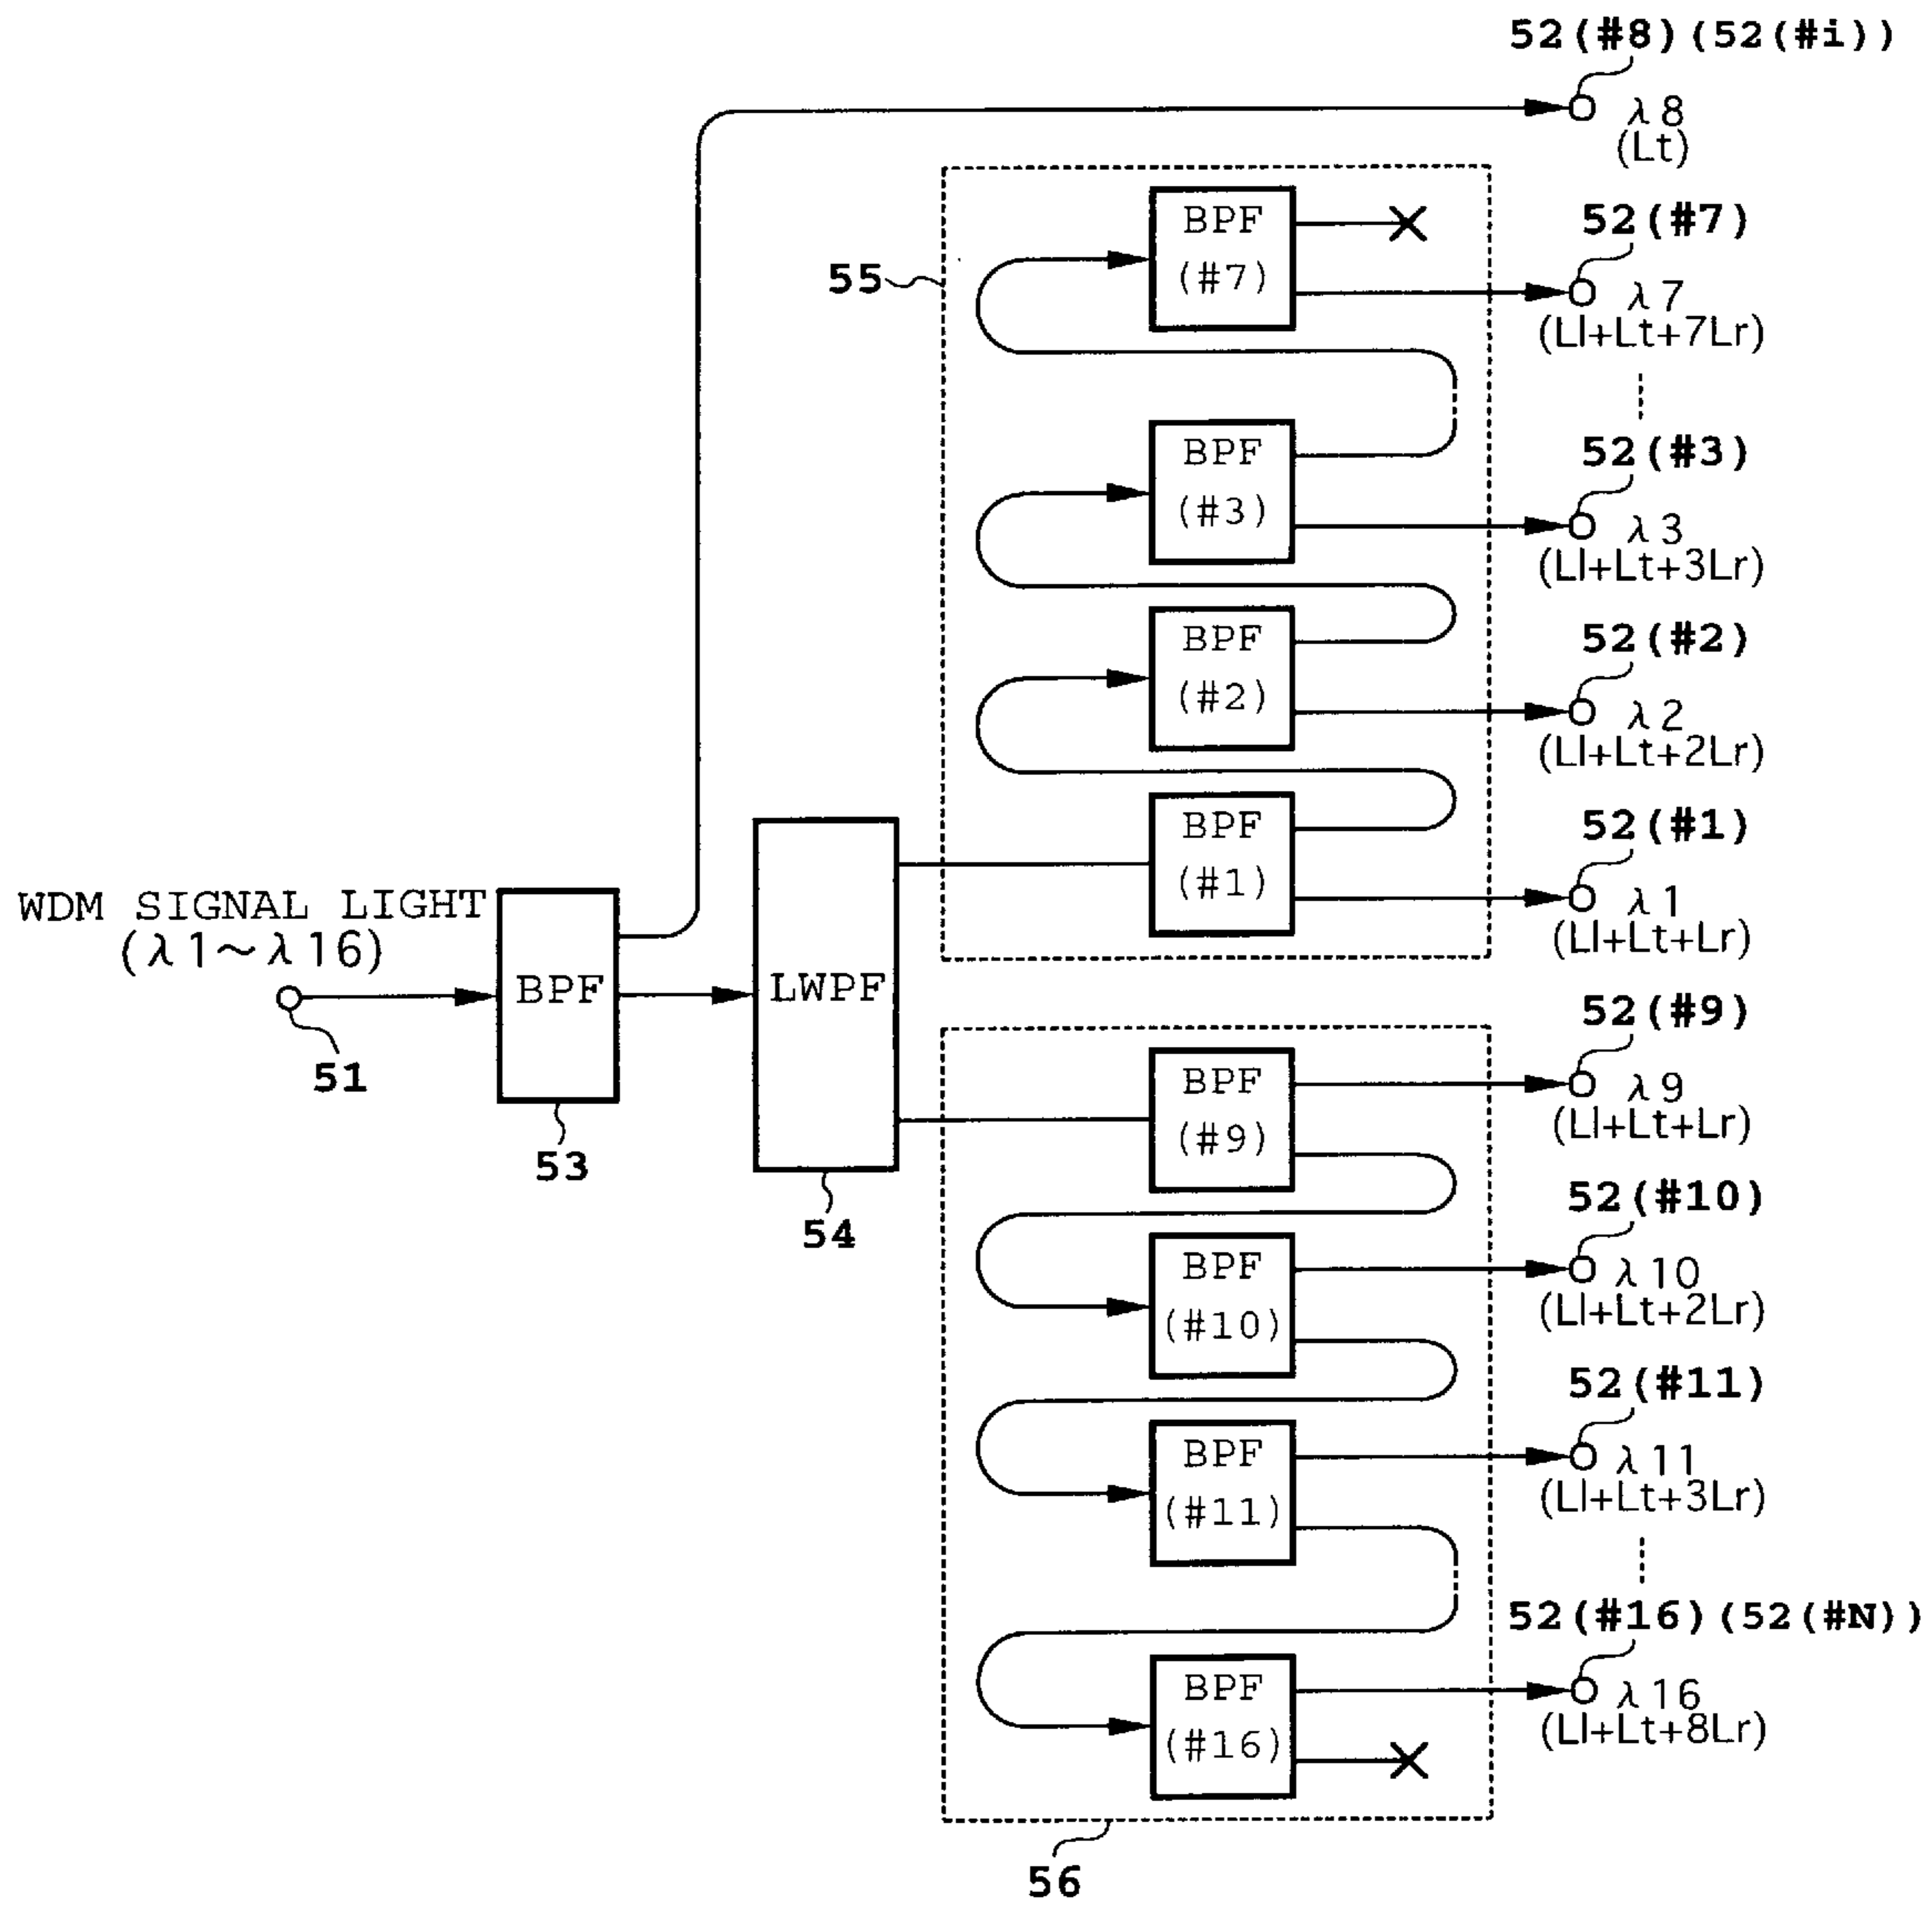 52(#8)(52(#i))
λ8
(Lt)
BPF
(#7)
52(#7)
λ7
(Ll+Lt+7Lr)
55
BPF
(#3)
52(#3)
λ3
(Ll+Lt+3Lr)
BPF
(#2)
52(#2)
λ2
(Ll+Lt+2Lr)
BPF
(#1)
52(#1)
λ1
(Ll+Lt+Lr)
WDM SIGNAL LIGHT
(λ1～λ16)
51
BPF
53
LWPF
54
BPF
(#9)
52(#9)
λ9
(Ll+Lt+Lr)
BPF
(#10)
52(#10)
λ10
(Ll+Lt+2Lr)
BPF
(#11)
52(#11)
λ11
(Ll+Lt+3Lr)
BPF
(#16)
52(#16)(52(#N))
λ16
(Ll+Lt+8Lr)
56